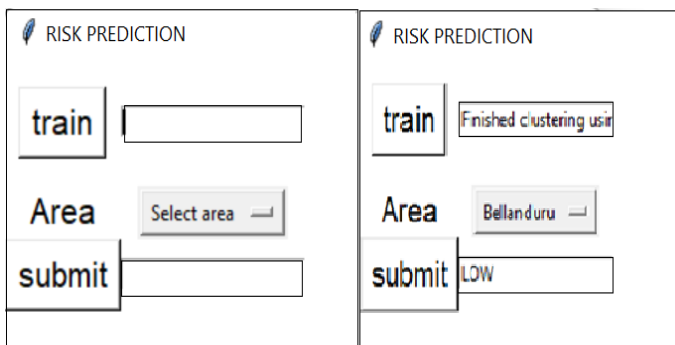 RISK PREDICTION
train
Area
Select area
submit
RISK PREDICTION
train
Finished clustering usin
Area
Bellanduru
submit
LOW